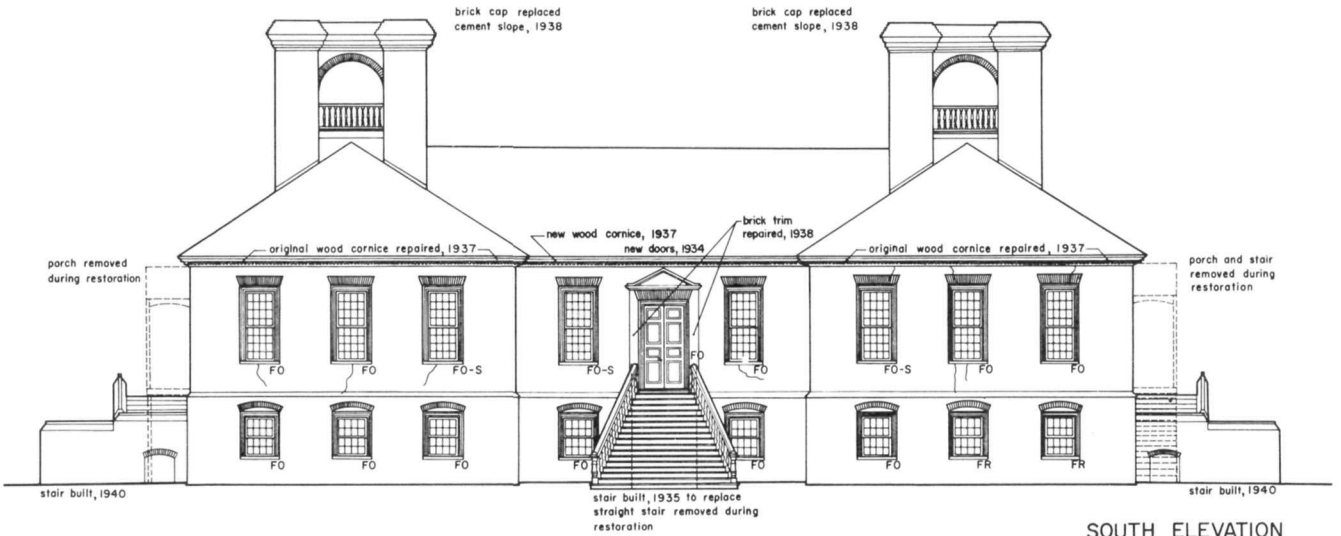 brick cap replaced
cement slope, 1938
brick cap replaced
cement slope, 1938
brick trim
repaired, 1938
new wood cornice, 1937
new doors, 1934
original wood cornice repaired, 1937
original wood cornice repaired, 1937
porch removed
during restoration
porch and stair
removed during
restoration
FO FO FO-S FO-S FO FO FO-S FO FO
FO FO FO FO FO FO FR FR
stair built, 1940
stair built, 1935 to replace
straight stair removed during
restoration
stair built, 1940
SOUTH ELEVATION